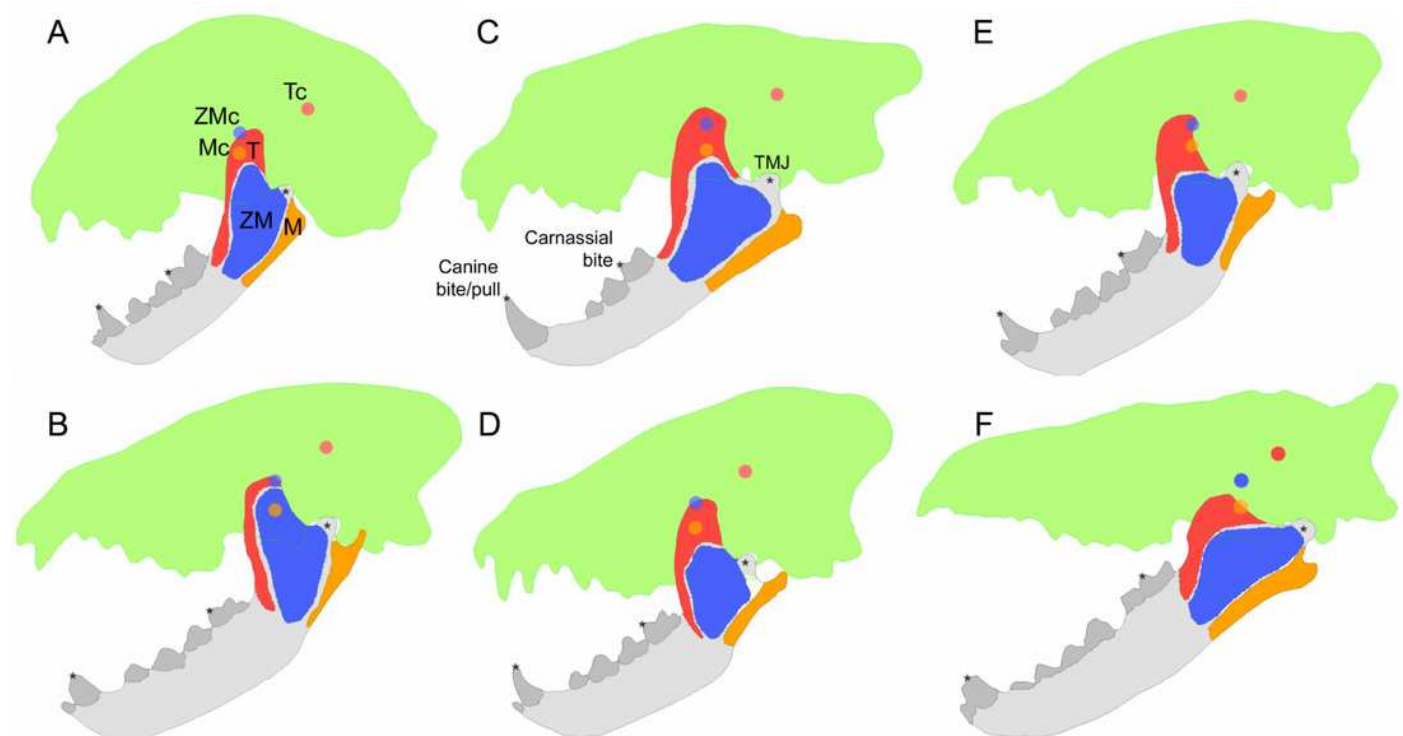 A
Tc
ZMc
Mc
T
ZM
M
C
TMJ
Carnassial
bite
Canine
bite/pull
E
B
D
F